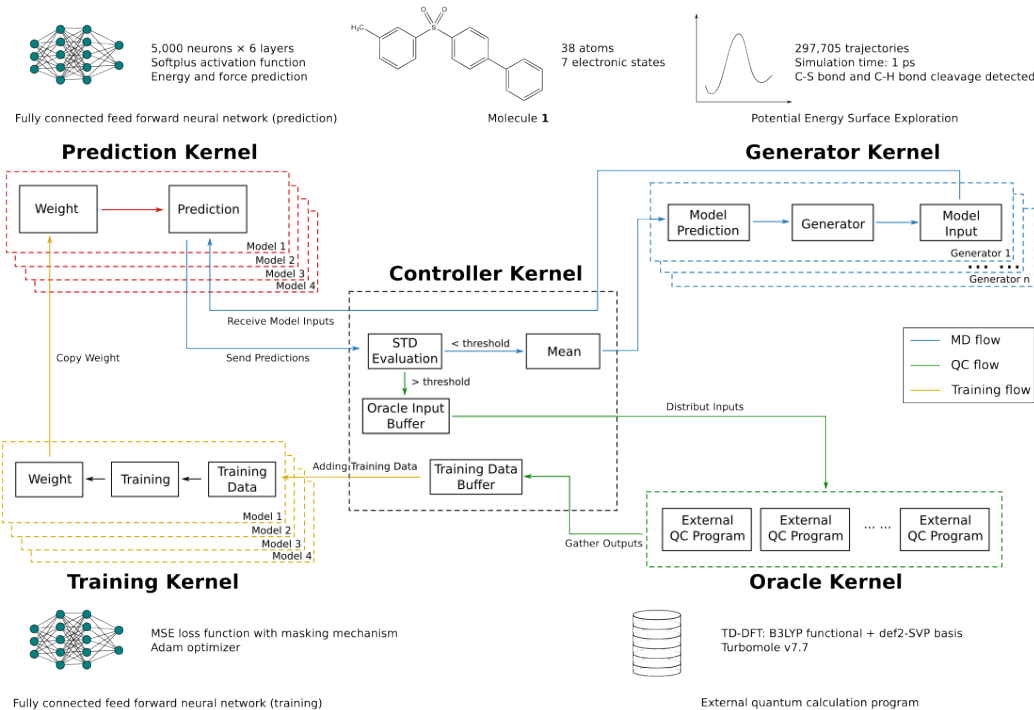 5,000 neurons × 6 layers
Softplus activation function
Energy and force prediction
Fully connected feed forward neural network (prediction)
H₃C
O
O
S
38 atoms
7 electronic states
Molecule 1
297,705 trajectories
Simulation time: 1 ps
C-S bond and C-H bond cleavage detected
Potential Energy Surface Exploration
Prediction Kernel
Weight
Prediction
Model 1
Model 2
Model 3
Model 4
Generator Kernel
Model
Prediction
Generator
Model
Input
Generator 1
... ...
Generator n
Controller Kernel
Receive Model Inputs
Send Predictions
Copy Weight
STD
Evaluation
< threshold
Mean
> threshold
Oracle Input
Buffer
Distribut Inputs
MD flow
QC flow
Training flow
Training Data
Buffer
Adding Training Data
Weight
Training
Training
Data
Model 1
Model 2
Model 3
Model 4
Training Kernel
Gather Outputs
External
QC Program
External
QC Program
... ...
External
QC Program
Oracle Kernel
MSE loss function with masking mechanism
Adam optimizer
Fully connected feed forward neural network (training)
TD-DFT: B3LYP functional + def2-SVP basis
Turbomole v7.7
External quantum calculation program